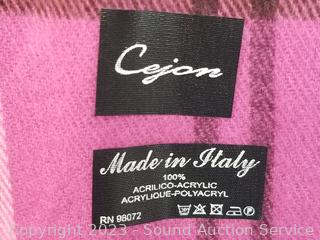 Cejon
Made in Italy
100%
ACRILICO-ACRYLIC
ACRYLIQUE-POLYACRYL
RN 98072
Copyright 2023 - Sound Auction Service